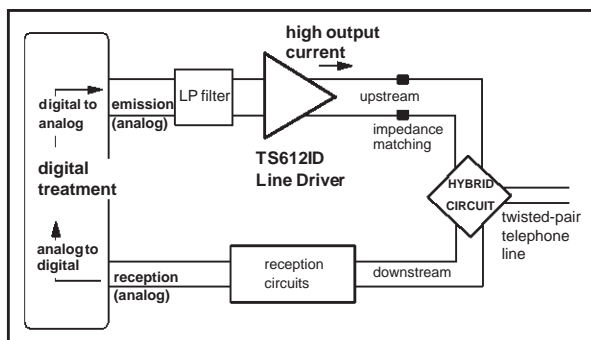 high output
current
LP filter
digital to
analog
emission
(analog)
upstream
impedance
matching
TS612ID
Line Driver
digital
treatment
HYBRID
CIRCUIT
twisted-pair
telephone
line
analog to
digital
reception
(analog)
reception
circuits
downstream